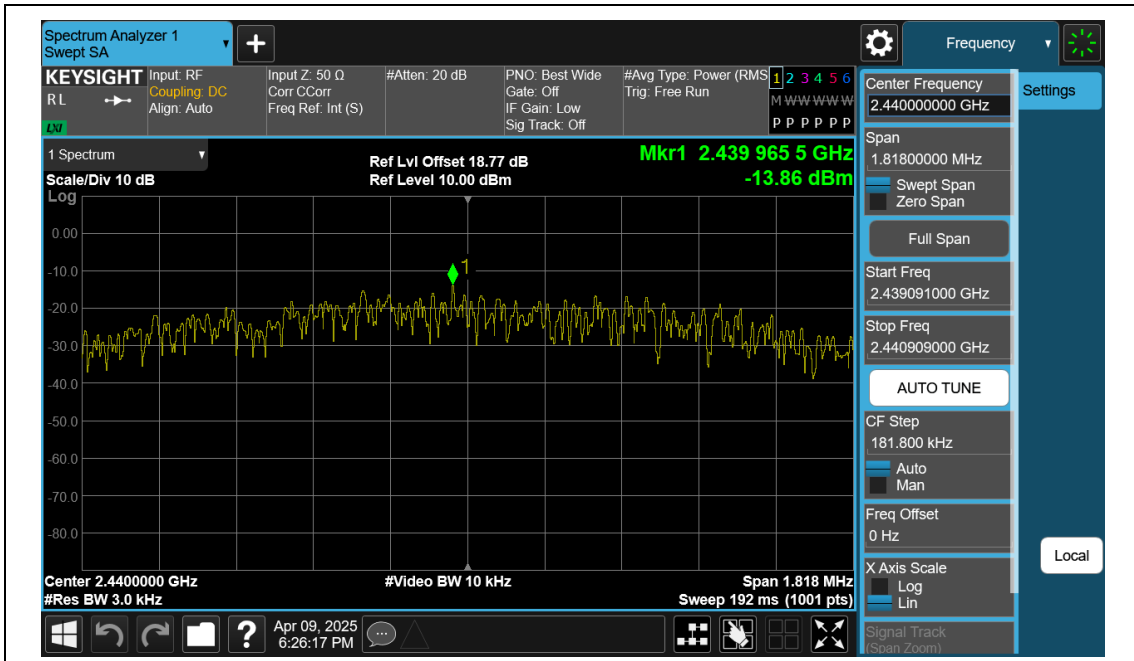 Spectrum Analyzer 1
Swept SA
Frequency
KEYSIGHT
RL
LXI
Input: RF
Coupling: DC
Align: Auto
Input Z: 50 Ω
Corr CCorr
Freq Ref: Int (S)
#Atten: 20 dB
PNO: Best Wide
Gate: Off
IF Gain: Low
Sig Track: Off
#Avg Type: Power (RMS
Trig: Free Run
1 2 3 4 5 6
M W W W W W
P P P P P P
1 Spectrum
Scale/Div 10 dB
Ref Lvl Offset 18.77 dB
Ref Level 10.00 dBm
Mkr1 2.439 965 5 GHz
-13.86 dBm
Log
0.00
-10.0
-20.0
-30.0
-40.0
-50.0
-60.0
-70.0
-80.0
1
Center 2.4400000 GHz
#Res BW 3.0 kHz
#Video BW 10 kHz
Span 1.818 MHz
Sweep 192 ms (1001 pts)
Center Frequency
2.440000000 GHz
Settings
Span
1.81800000 MHz
Swept Span
Zero Span
Full Span
Start Freq
2.439091000 GHz
Stop Freq
2.440909000 GHz
AUTO TUNE
CF Step
181.800 kHz
Auto
Man
Freq Offset
0 Hz
X Axis Scale
Log
Lin
Signal Track
(Span Zoom)
Local
?
Apr 09, 2025
6:26:17 PM